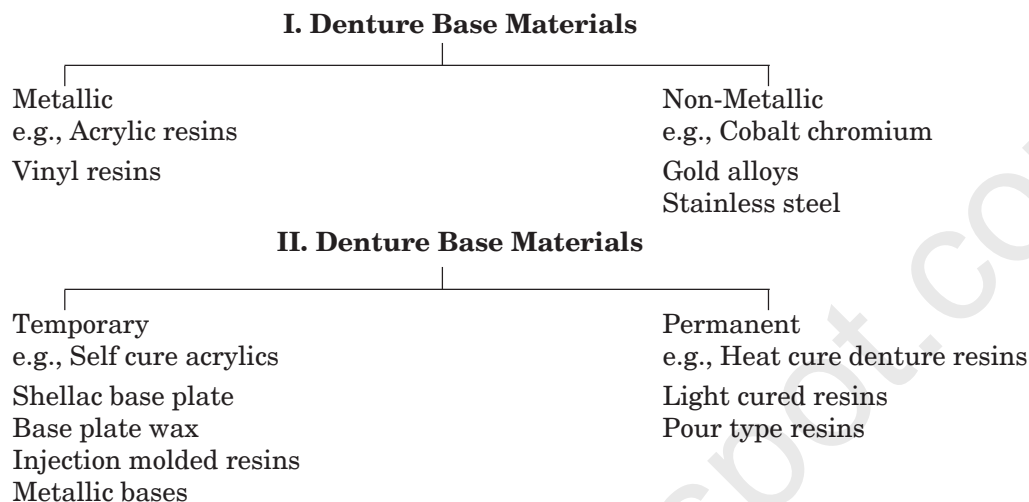 I. Denture Base Materials
Metallic
e.g., Acrylic resins
Vinyl resins
Non-Metallic
e.g., Cobalt chromium
Gold alloys
Stainless steel
II. Denture Base Materials
Temporary
e.g., Self cure acrylics
Shellac base plate
Base plate wax
Injection molded resins
Metallic bases
Permanent
e.g., Heat cure denture resins
Light cured resins
Pour type resins
spot.co